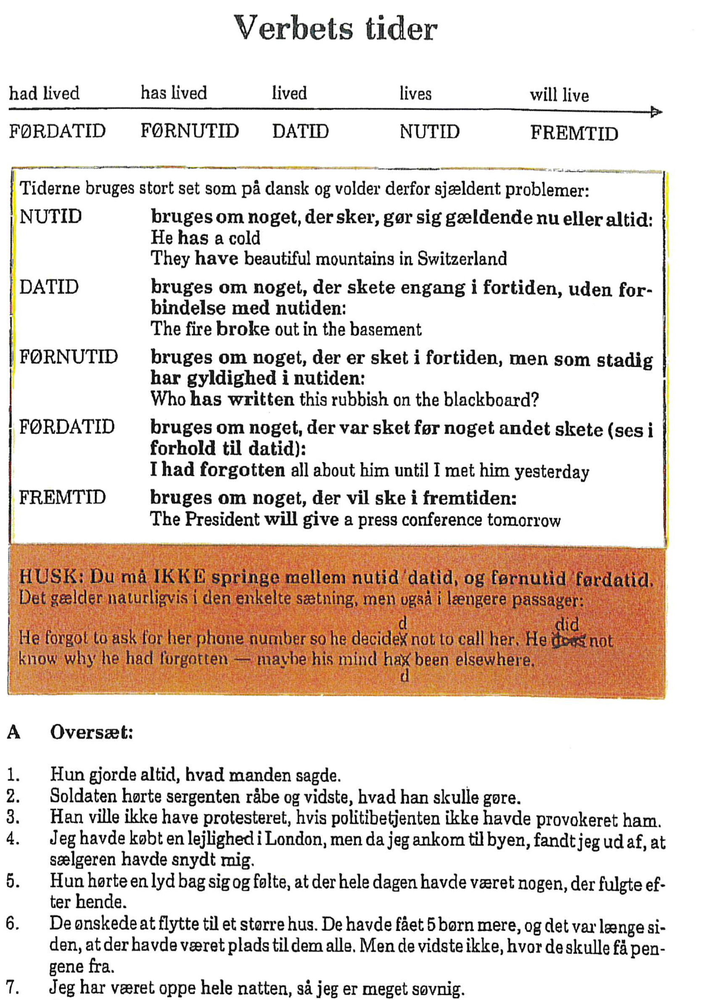 Verbets tider
had lived has lived lived lives will live
FØRDATID FØRNUTID DATID NUTID FREMTID
Tiderne bruges stort set som på dansk og volder derfor sjældent problemer:
NUTID bruges om noget, der sker, gør sig gældende nu eller altid:
He has a cold
They have beautiful mountains in Switzerland
DATID bruges om noget, der skete engang i fortiden, uden for-
bindelse med nutiden:
The fire broke out in the basement
FØRNUTID bruges om noget, der er sket i fortiden, men som stadig
har gyldighed i nutiden:
Who has written this rubbish on the blackboard?
FØRDATID bruges om noget, der var sket før noget andet skete (ses i
forhold til datid):
I had forgotten all about him until I met him yesterday
FREMTID bruges om noget, der vil ske i fremtiden:
The President will give a press conference tomorrow
HUSK: Du må IKKE springe mellem nutid/datid, og førnutid/førdatid.
Det gælder naturligvis i den enkelte sætning, men også i længere passager:
d did
He forgot to ask for her phone number so he decides not to call her. He does not
know why he had forgotten — maybe his mind has been elsewhere.
d
A Oversæt:
1. Hun gjorde altid, hvad manden sagde.
2. Soldaten hørte sergenten råbe og vidste, hvad han skulle gøre.
3. Han ville ikke have protesteret, hvis politibetjenten ikke havde provokeret ham.
4. Jeg havde købt en lejlighed i London, men da jeg ankom til byen, fandt jeg ud af, at
sælgeren havde snydt mig.
5. Hun hørte en lyd bag sig og følte, at der hele dagen havde været nogen, der fulgte ef-
ter hende.
6. De ønskede at flytte til et større hus. De havde fået 5 børn mere, og det var længe si-
den, at der havde været plads til dem alle. Men de vidste ikke, hvor de skulle få pen-
gene fra.
7. Jeg har været oppe hele natten, så jeg er meget søvnig.